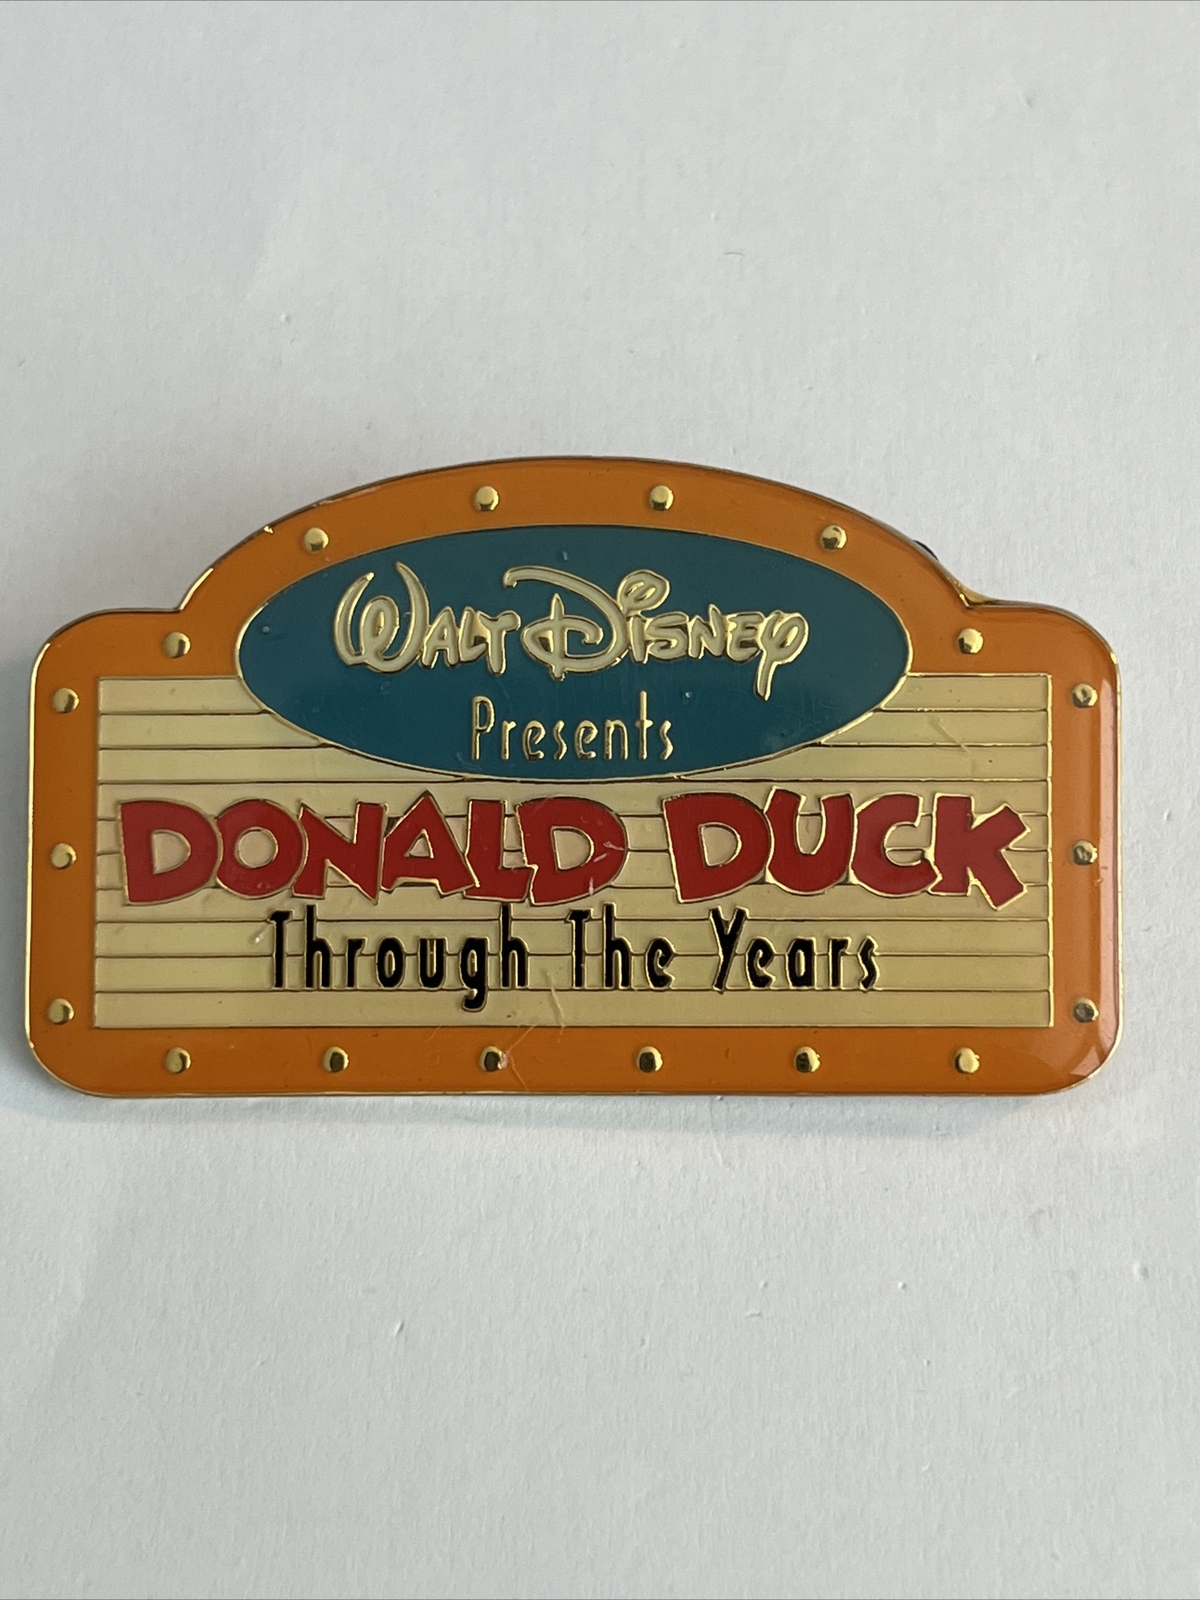 Walt Disney
Presents
DONALD DUCK
Through The Years